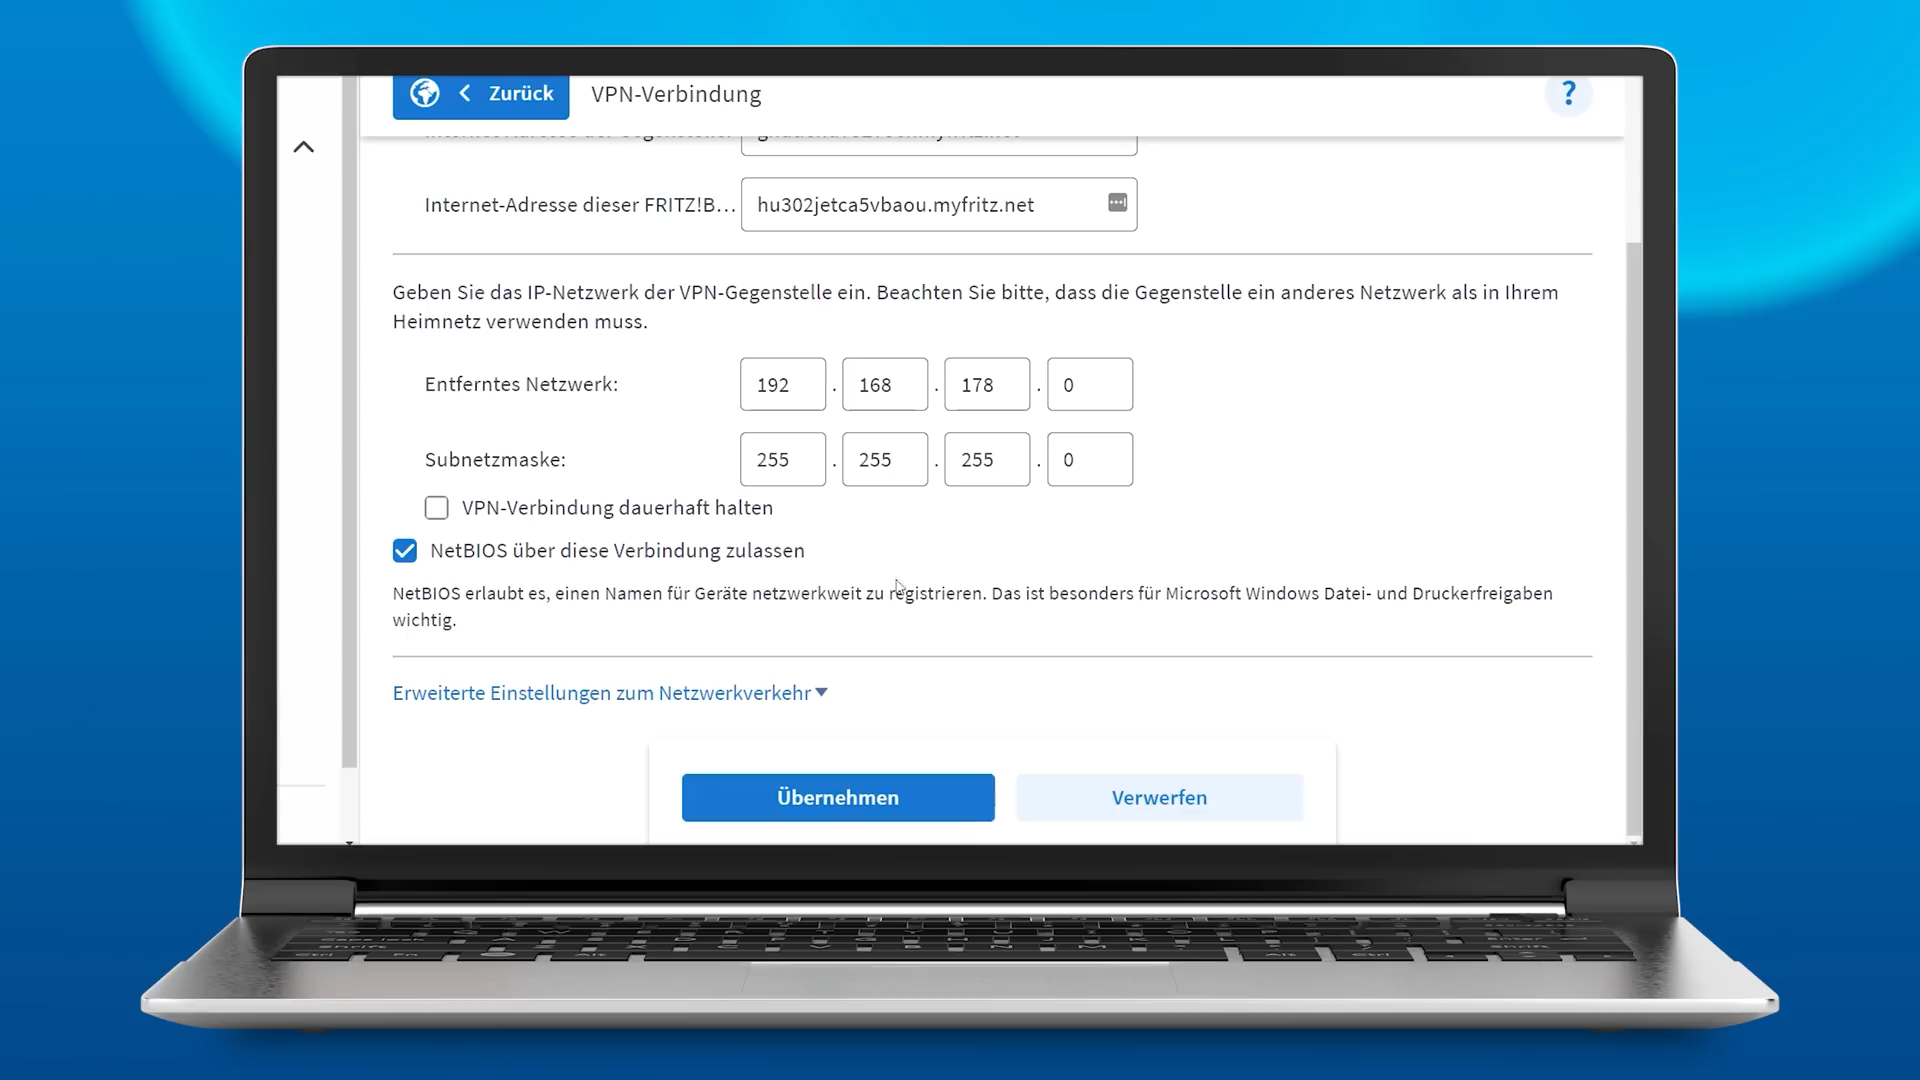 Zurück VPN-Verbindung ?
Internet-Adresse dieser FRITZ!B... hu302jetca5vbaou.myfritz.net
Geben Sie das IP-Netzwerk der VPN-Gegenstelle ein. Beachten Sie bitte, dass die Gegenstelle ein anderes Netzwerk als in Ihrem
Heimnetz verwenden muss.
Entferntes Netzwerk: 192 . 168 . 178 . 0
Subnetzmaske: 255 . 255 . 255 . 0
VPN-Verbindung dauerhaft halten
NetBIOS über diese Verbindung zulassen
NetBIOS erlaubt es, einen Namen für Geräte netzwerkweit zu registrieren. Das ist besonders für Microsoft Windows Datei- und Druckerfreigaben
wichtig.
Erweiterte Einstellungen zum Netzwerkverkehr
Übernehmen Verwerfen